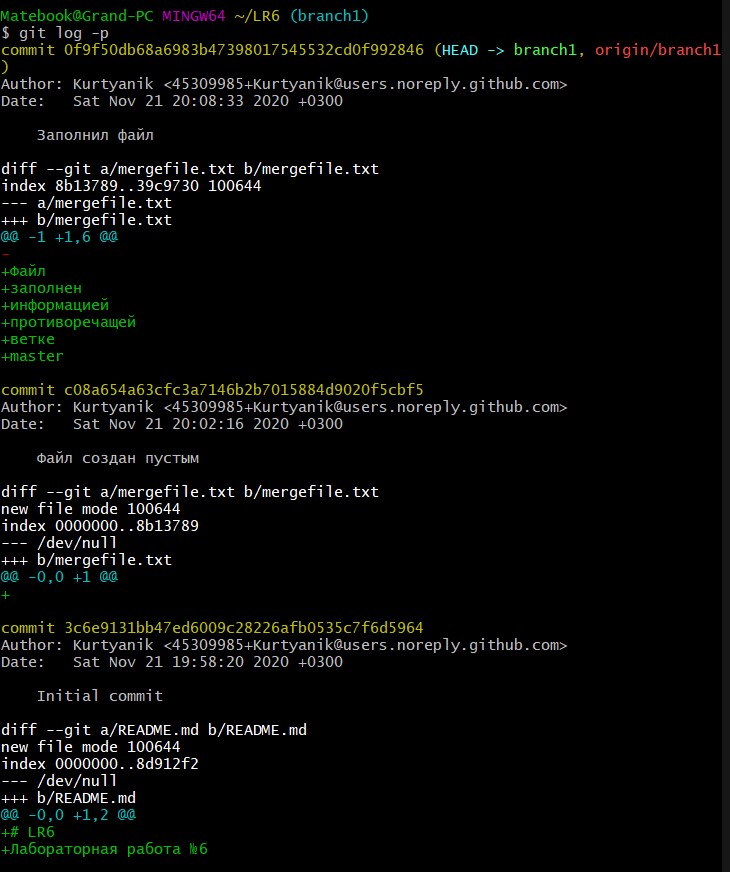 Matebook@Grand-PC MINGW64 ~/LR6 (branch1)
$ git log -p
commit 0f9f50db68a6983b47398017545532cd0f992846 (HEAD -> branch1, origin/branch1
)
Author: Kurtyanik <45309985+Kurtyanik@users.noreply.github.com>
Date:   Sat Nov 21 20:08:33 2020 +0300

    Заполнил файл

diff --git a/mergefile.txt b/mergefile.txt
index 8b13789..39c9730 100644
--- a/mergefile.txt
+++ b/mergefile.txt
@@ -1 +1,6 @@
-
+Файл
+заполнен
+информацией
+противоречащей
+ветке
+master

commit c08a654a63cfc3a7146b2b7015884d9020f5cbf5
Author: Kurtyanik <45309985+Kurtyanik@users.noreply.github.com>
Date:   Sat Nov 21 20:02:16 2020 +0300

    Файл создан пустым

diff --git a/mergefile.txt b/mergefile.txt
new file mode 100644
index 0000000..8b13789
--- /dev/null
+++ b/mergefile.txt
@@ -0,0 +1 @@
+

commit 3c6e9131bb47ed6009c28226afb0535c7f6d5964
Author: Kurtyanik <45309985+Kurtyanik@users.noreply.github.com>
Date:   Sat Nov 21 19:58:20 2020 +0300

    Initial commit

diff --git a/README.md b/README.md
new file mode 100644
index 0000000..8d912f2
--- /dev/null
+++ b/README.md
@@ -0,0 +1,2 @@
+# LR6
+Лабораторная работа №6